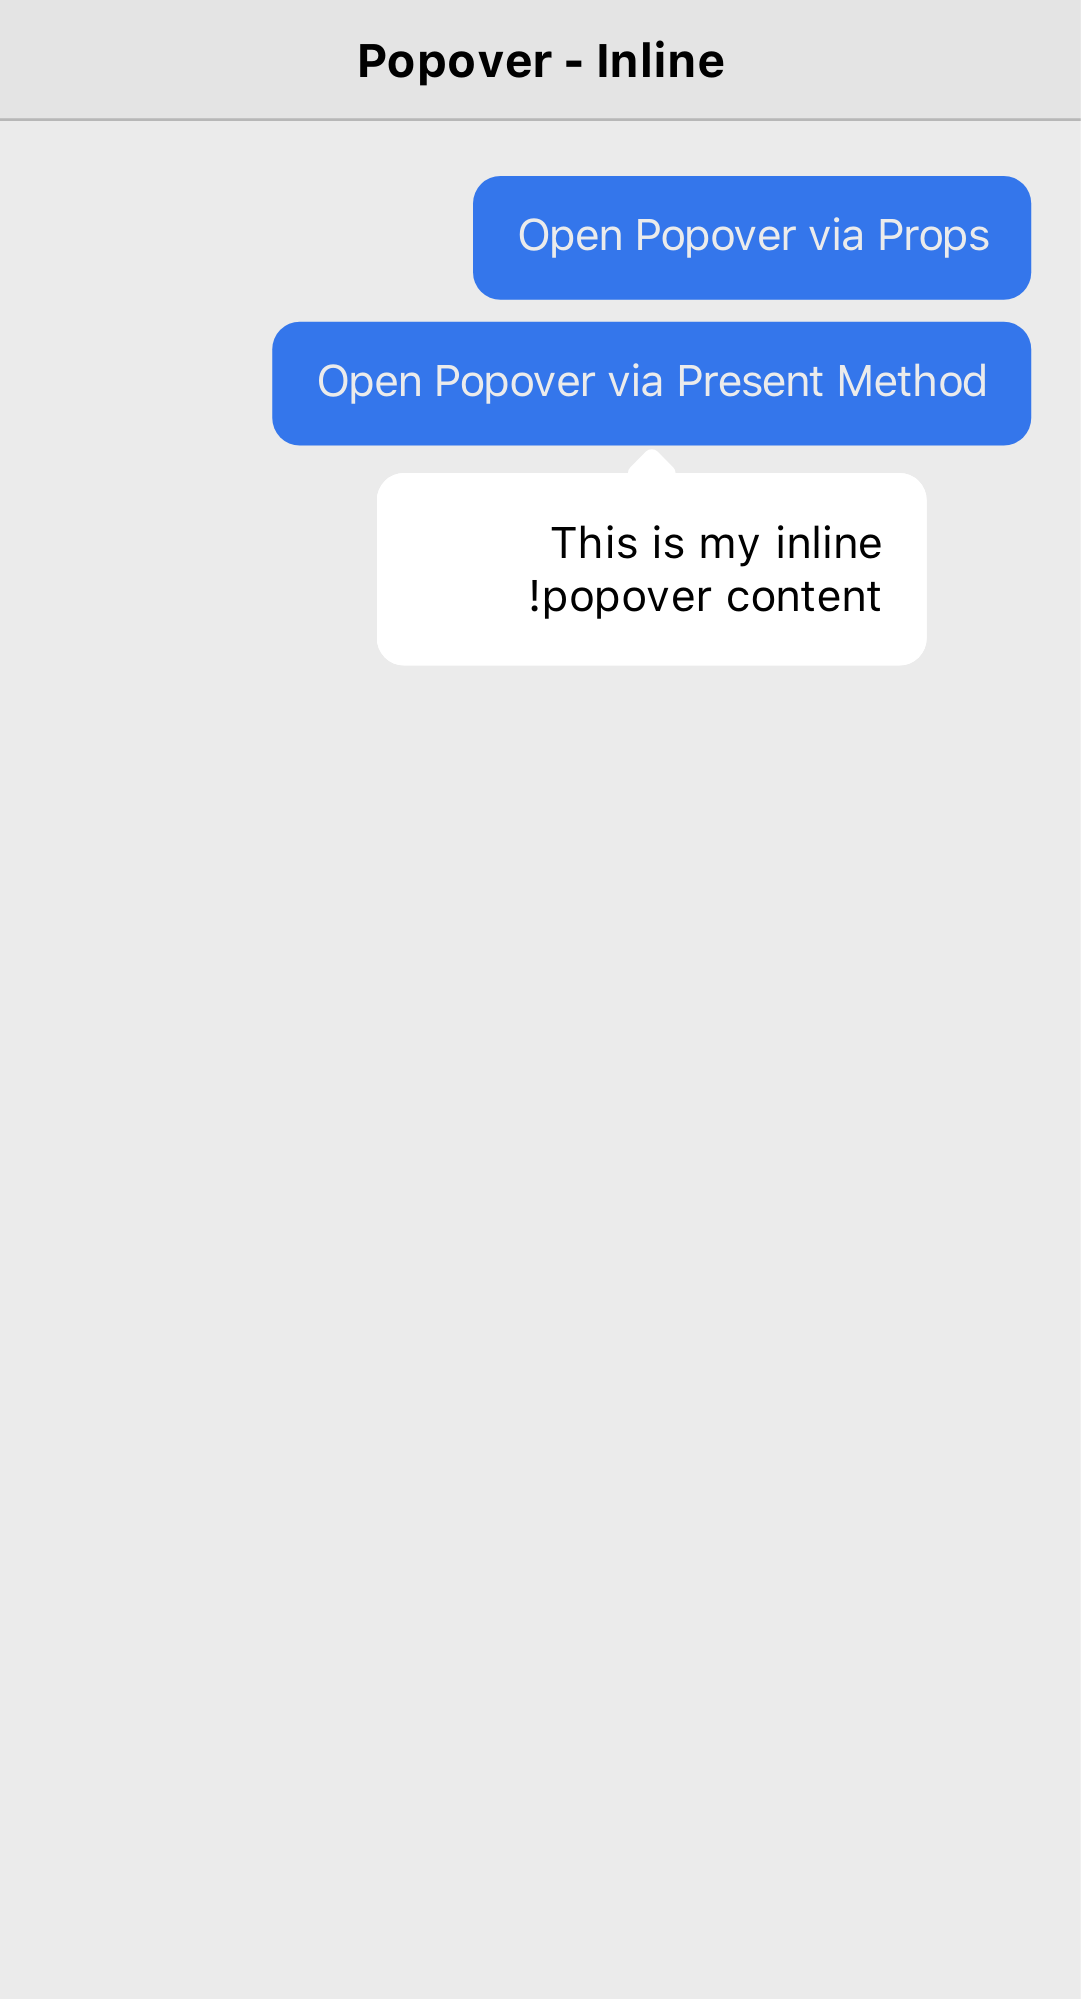 Popover - Inline
Open Popover via Props
Open Popover via Present Method
This is my inline
!popover content